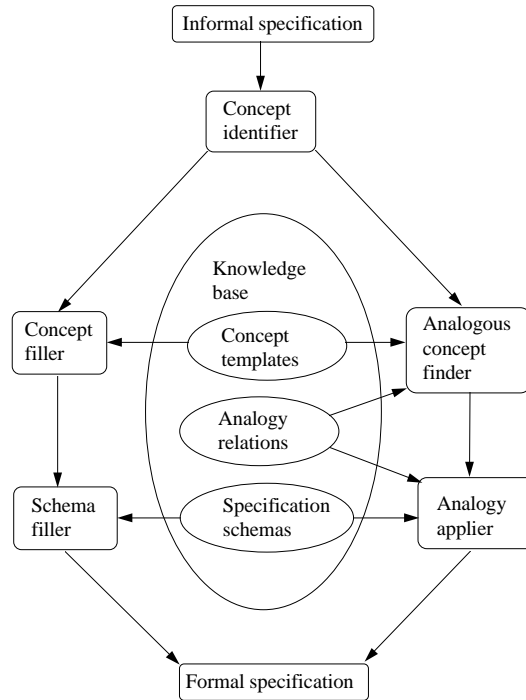 Informal specification
Concept
identifier
Knowledge
base
Concept
filler
Concept
templates
Analogous
concept
finder
Analogy
relations
Schema
filler
Specification
schemas
Analogy
applier
Formal specification